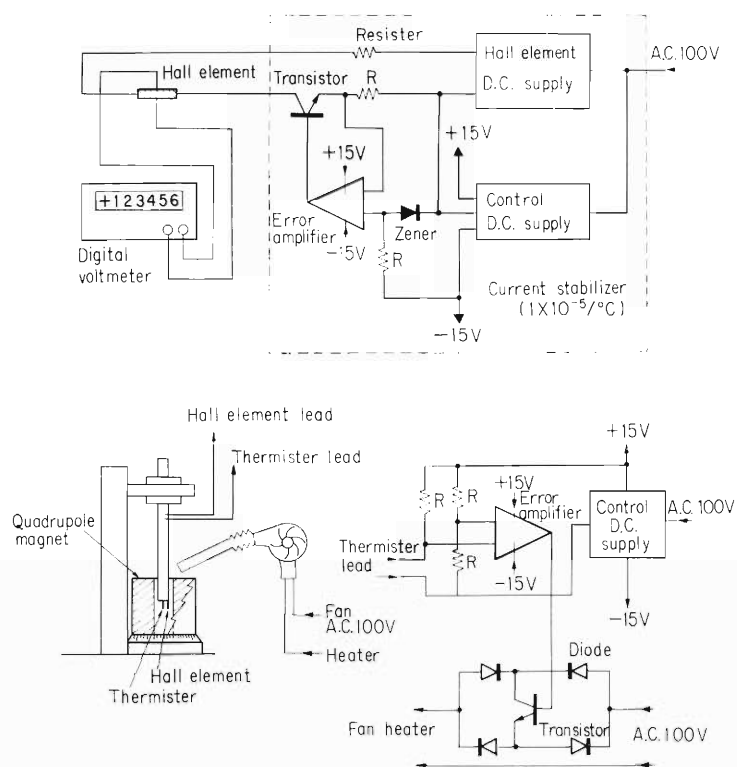 Resister
Hall element
D.C. supply
A.C.100V
Hall element
Transistor
R
+15V
+15V
+123456
Error
amplifier
Control
D.C. supply
Zener
-15V
R
Digital
voltmeter
Current stabilizer
(1X10⁻⁵/°C)
-15V
Hall element lead
Thermister lead
Quadrupole
magnet
Fan
A.C.100V
Heater
Hall element
Thermister
+15V
R
R
+15V
Error
amplifier
Control
D.C.
supply
A.C.100V
Thermister
lead
R
-15V
-15V
Diode
Fan heater
Transistor
A.C.100V